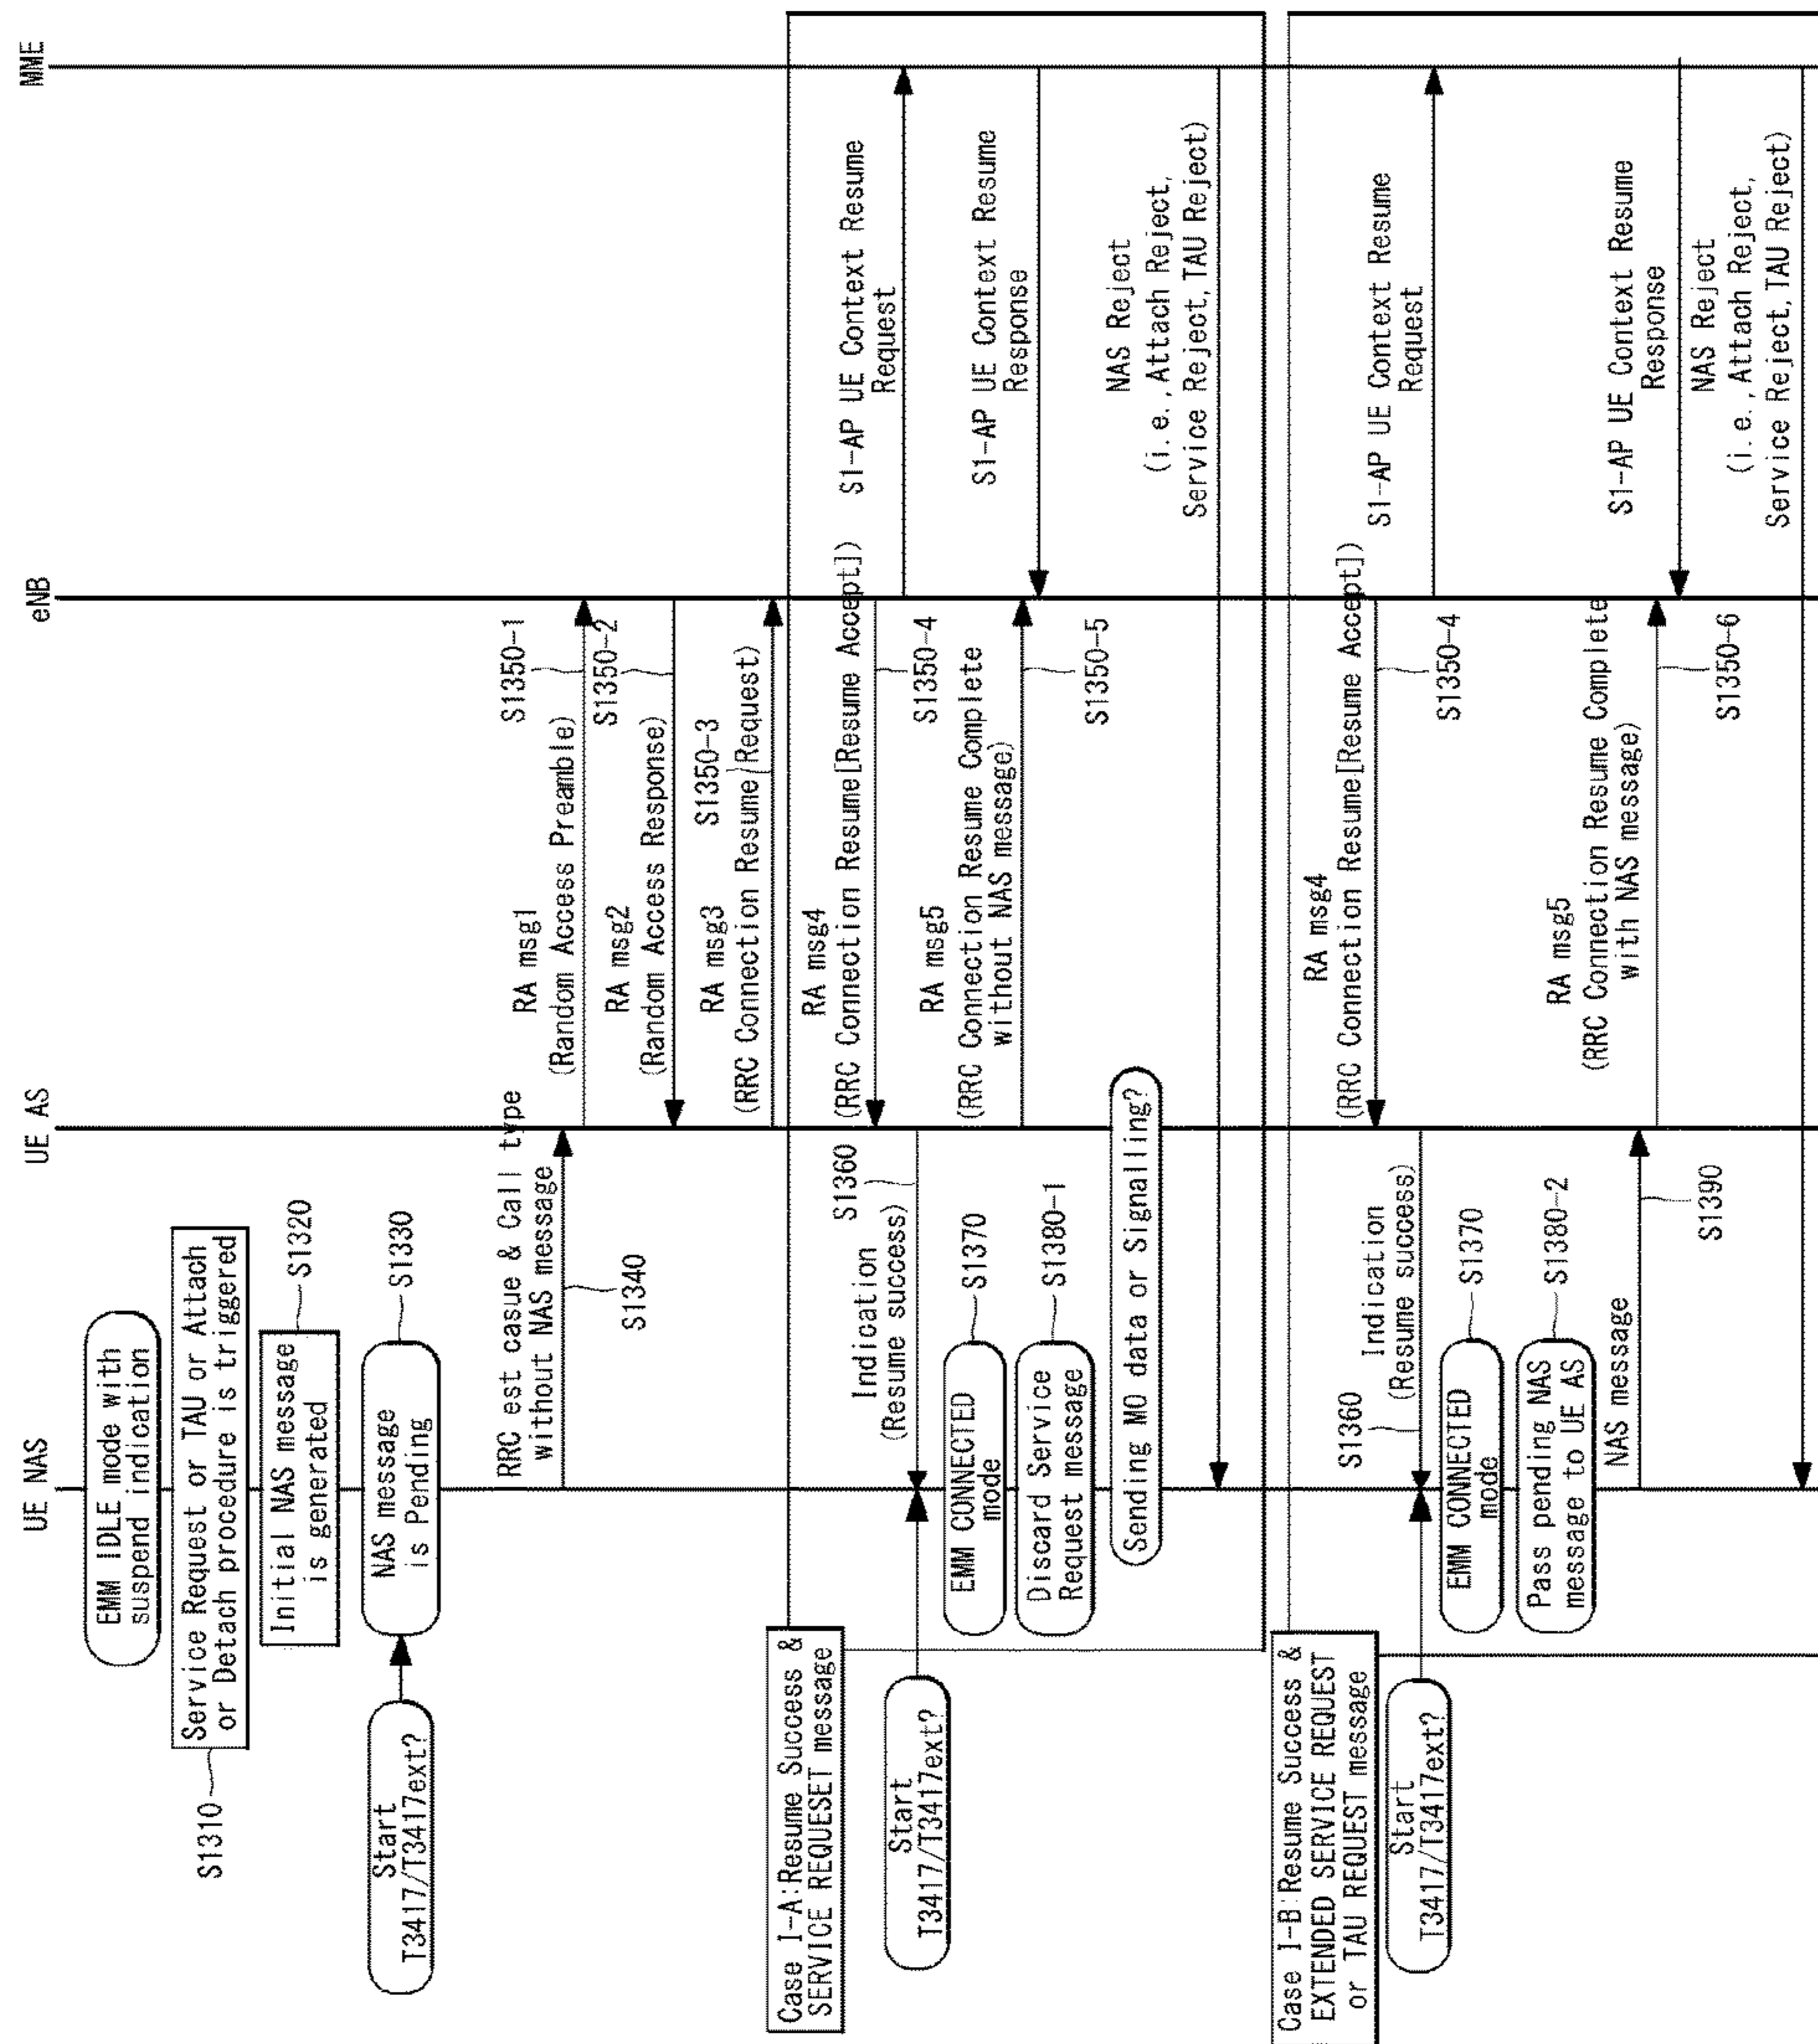 UE NAS
UE AS
eNB
MME
EMM IDLE mode with
suspend indication
Service Request or TAU or Attach
or Detach procedure is triggered
S1310
Initial NAS message
is generated
S1320
Start
T3417/T3417ext?
NAS message
is Pending
S1330
RRC est casue & Call type
without NAS message
S1340
RA msg1
(Random Access Preamble)
S1350-1
RA msg2
(Random Access Response)
S1350-2
RA msg3
(RRC Connection Resume/Request)
S1350-3
Case I-A:Resume Success &
SERVICE REQUESET message
RA msg4
(RRC Connection Resume[Resume Accept])
S1350-4
S1-AP UE Context Resume
Request
Start
T3417/T3417ext?
Indication
(Resume success)
S1360
EMM CONNECTED
mode
S1370
RA msg5
(RRC Connection Resume Complete
without NAS message)
S1350-5
S1-AP UE Context Resume
Response
Discard Service
Request message
S1380-1
Sending MO data or Signalling?
NAS Reject
(i.e.,Attach Reject,
Service Reject,TAU Reject)
Case I-B:Resume Success &
EXTENDED SERVICE REQUEST
or TAU REQUEST message
RA msg4
(RRC Connection Resume[Resume Accept])
S1350-4
S1-AP UE Context Resume
Request
Start
T3417/T3417ext?
Indication
(Resume success)
S1360
EMM CONNECTED
mode
S1370
Pass pending NAS
message to UE AS
S1380-2
NAS message
S1390
RA msg5
(RRC Connection Resume Complete
with NAS message)
S1350-6
S1-AP UE Context Resume
Response
NAS Reject
(i.e.,Attach Reject,
Service Reject,TAU Reject)